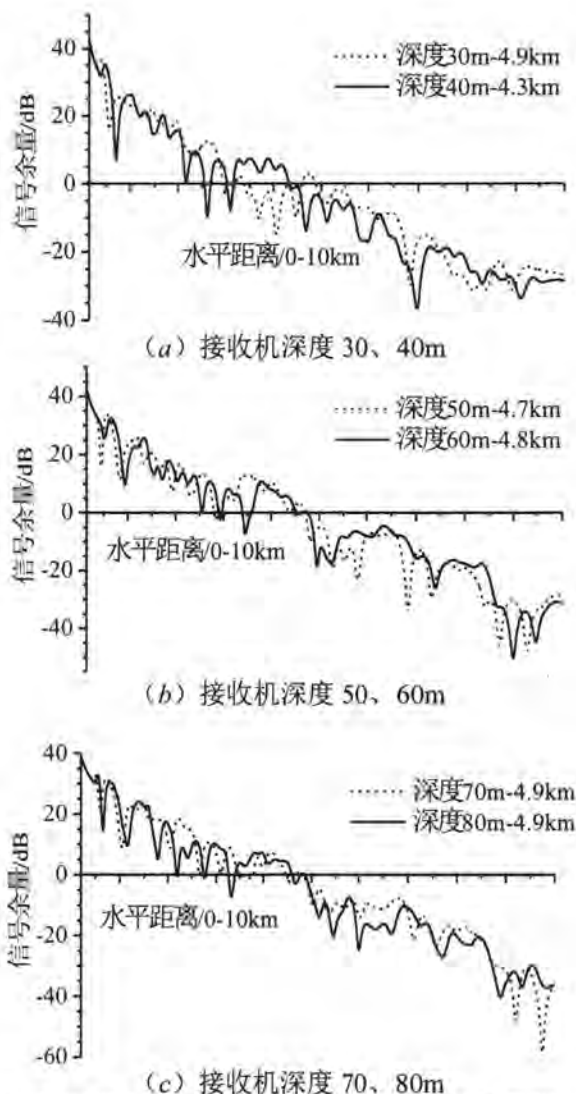 40
20
0
-20
-40
信号余量/dB
深度30m-4.9km
深度40m-4.3km
水平距离/0-10km
(a) 接收机深度 30、40m
40
20
0
-20
-40
信号余量/dB
深度50m-4.7km
深度60m-4.8km
水平距离/0-10km
(b) 接收机深度 50、60m
40
20
0
-20
-40
-60
信号余量/dB
深度70m-4.9km
深度80m-4.9km
水平距离/0-10km
(c) 接收机深度 70、80m